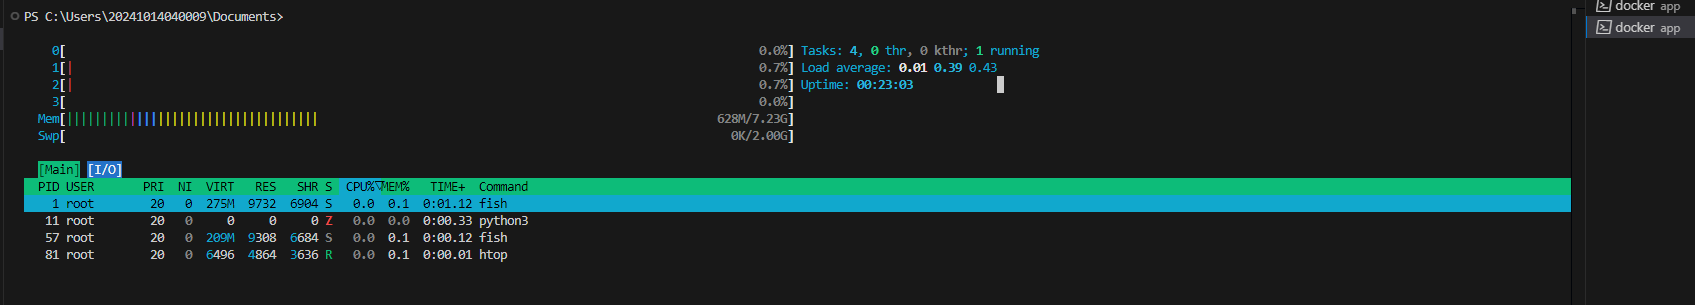 PS C:\Users\20241014040009\Documents>
docker app
docker app
0[ 0.0%] Tasks: 4, 0 thr, 0 kthr; 1 running
1[| 0.7%] Load average: 0.01 0.39 0.43
2[| 0.7%] Uptime: 00:23:03
3[ 0.0%]
Mem[||||||||||||||||||||||||||||||||||||| 628M/7.23G]
Swp[ 0K/2.00G]
[Main] [I/O]
PID USER PRI NI VIRT RES SHR S CPU%▽MEM% TIME+ Command
1 root 20 0 275M 9732 6904 S 0.0 0.1 0:01.12 fish
11 root 20 0 0 0 0 Z 0.0 0.0 0:00.33 python3
57 root 20 0 209M 9308 6684 S 0.0 0.1 0:00.12 fish
81 root 20 0 6496 4864 3636 R 0.0 0.1 0:00.01 htop